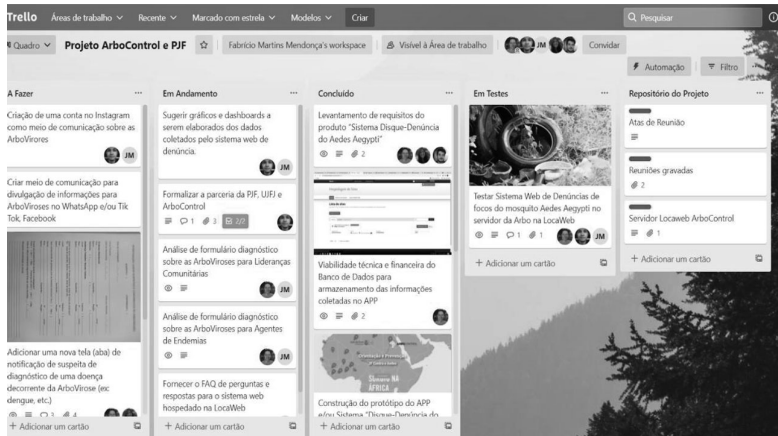 Trello
Áreas de trabalho
Recente
Marcado com estrela
Modelos
Criar
Pesquisar
Quadro
Projeto ArboControl e PJF
Fabrício Martins Mendonça's workspace
Visível à Área de trabalho
JM
Convidar
Automação
Filtro
A Fazer
Criação de uma conta no Instagram
como meio de comunicação sobre as
ArboVirores
JM
Criar meio de comunicação para
divulgação de informações para
ArboViroses no WhatsApp e/ou Tik
Tok, Facebook
Adicionar uma nova tela (aba) de
notificação de suspeita de
diagnóstico de uma doença
decorrente da ArboVirose (ex:
dengue, etc.)
3
4
+ Adicionar um cartão
Em Andamento
Sugerir gráficos e dashboards a
serem elaborados dos dados
coletados pelo sistema web de
denúncia.
JM
Formalizar a parceria da PJF, UJFJ e
ArboControl
1
3
2/2
Análise de formulário diagnóstico
sobre as ArboViroses para Lideranças
Comunitárias
JM
Análise de formulário diagnóstico
sobre as ArboViroses para Agentes
de Endemias
JM
Fornecer o FAQ de perguntas e
respostas para o sistema web
hospedado na LocaWeb
+ Adicionar um cartão
Concluído
Levantamento de requisitos do
produto "Sistema Disque-Denúncia
do Aedes Aegypti"
2
Viabilidade técnica e financeira do
Banco de Dados para
armazenamento das informações
coletadas no APP
2
ÁFRICA
Construção do protótipo do APP
e/ou Sistema "Disque-Denúncia do
+ Adicionar um cartão
Em Testes
Testar Sistema Web de Denúncias de
focos do mosquito Aedes Aegypti no
servidor da Arbo na LocaWeb
1
1
JM
+ Adicionar um cartão
Repositório do Projeto
Atas de Reunião
Reuniões gravadas
2
Servidor Locaweb ArboControl
1
+ Adicionar um cartão